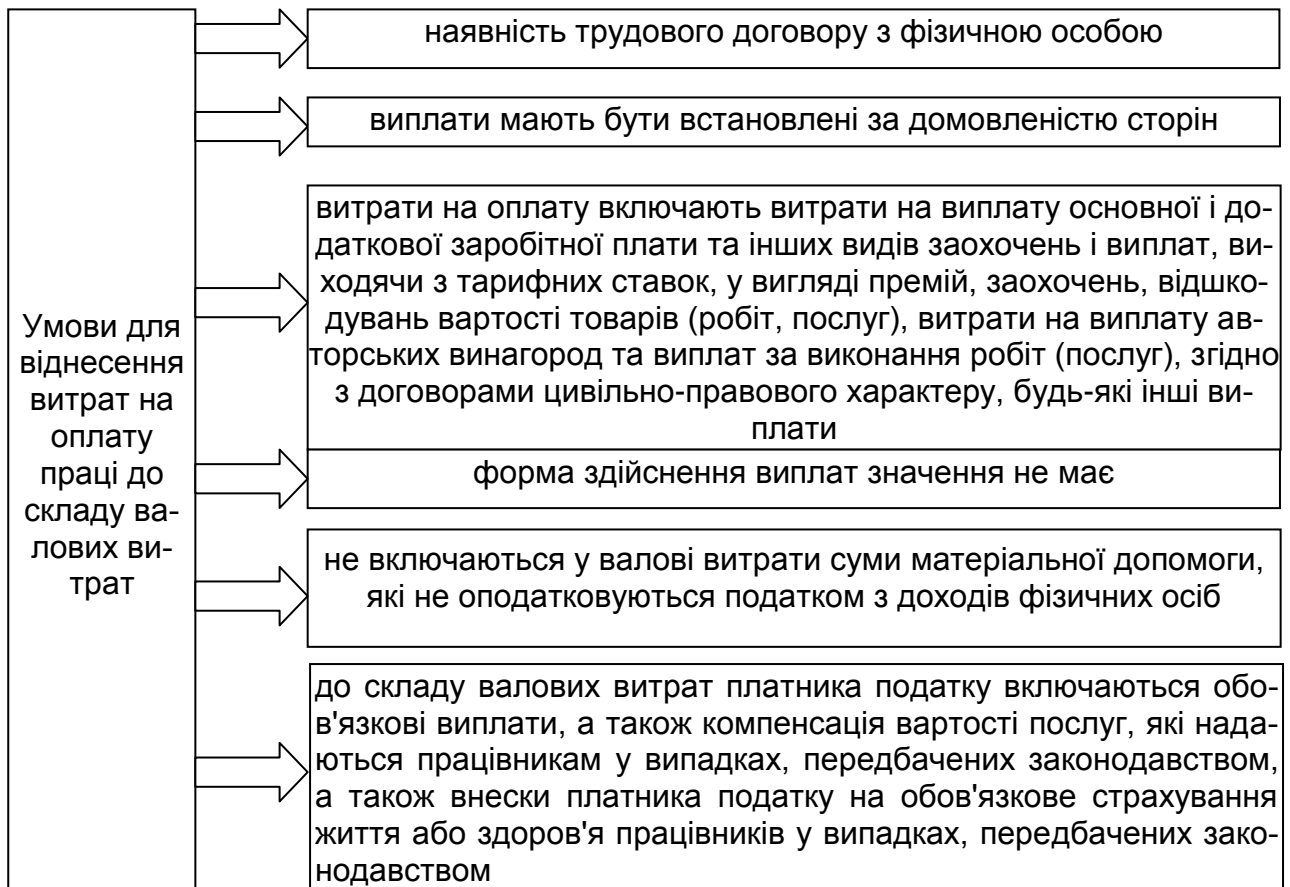 Умови для
віднесення
витрат на
оплату
праці до
складу ва-
лових ви-
трат
наявність трудового договору з фізичною особою
виплати мають бути встановлені за домовленістю сторін
витрати на оплату включають витрати на виплату основної і до-
даткової заробітної плати та інших видів заохочень і виплат, ви-
ходячи з тарифних ставок, у вигляді премій, заохочень, відшко-
дувань вартості товарів (робіт, послуг), витрати на виплату ав-
торських винагород та виплат за виконання робіт (послуг), згідно
з договорами цивільно-правового характеру, будь-які інші ви-
плати
форма здійснення виплат значення не має
не включаються у валові витрати суми матеріальної допомоги,
які не оподатковуються податком з доходів фізичних осіб
до складу валових витрат платника податку включаються обо-
в'язкові виплати, а також компенсація вартості послуг, які нада-
ються працівникам у випадках, передбачених законодавством,
а також внески платника податку на обов'язкове страхування
життя або здоров'я працівників у випадках, передбачених зако-
нодавством